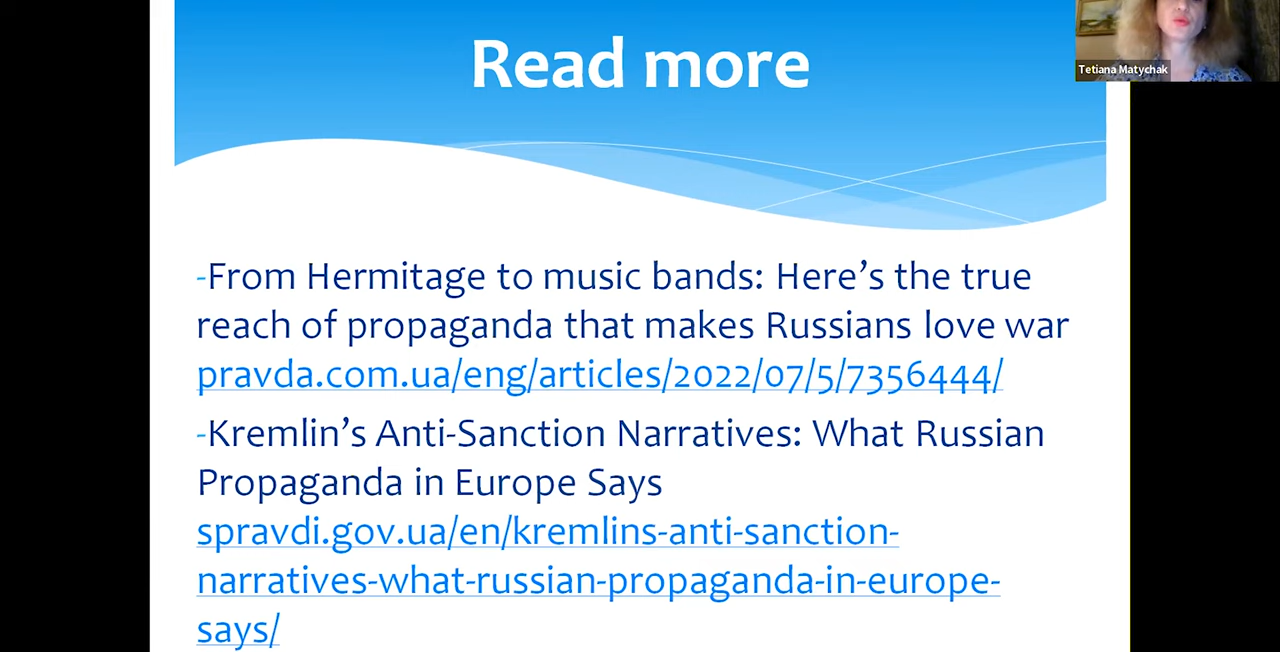 Read more
Tetiana Matychak
-From Hermitage to music bands: Here’s the true
reach of propaganda that makes Russians love war
pravda.com.ua/eng/articles/2022/07/5/7356444/
-Kremlin’s Anti-Sanction Narratives: What Russian
Propaganda in Europe Says
spravdi.gov.ua/en/kremlins-anti-sanction-
narratives-what-russian-propaganda-in-europe-
says/